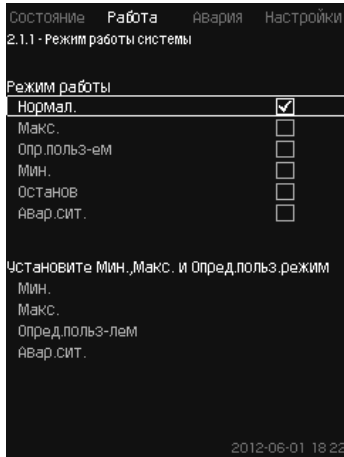 Состояние Работа Авария Настройки
2.1.1 - Режим работы системы
Режим работы
Нормал.
Макс.
Опр.польз-ем
Мин.
Останов
Авар.сит.
Установите Мин.,Макс. и Опред.польз.режим
Мин.
Макс.
Опред.польз-лем
Авар.сит.
2012-06-01 18:22